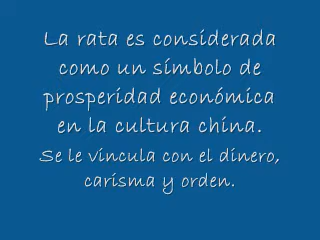 La rata es considerada
como un símbolo de
prosperidad económica
en la cultura china.
Se le vincula con el dinero,
carisma y orden.